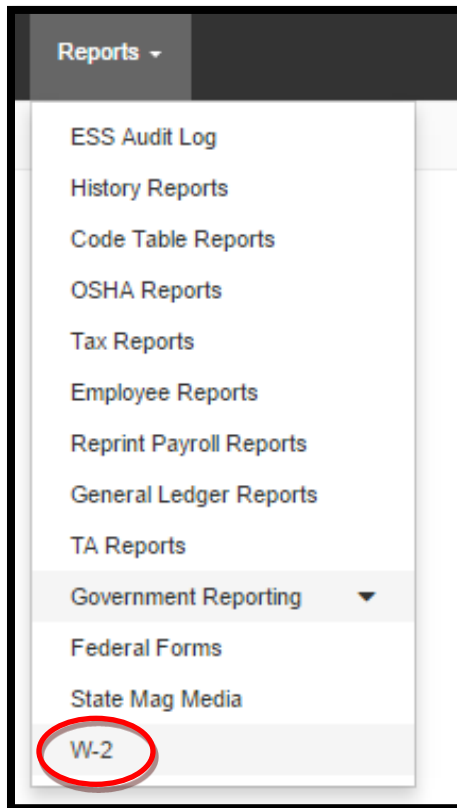 Reports
ESS Audit Log
History Reports
Code Table Reports
OSHA Reports
Tax Reports
Employee Reports
Reprint Payroll Reports
General Ledger Reports
TA Reports
Government Reporting
Federal Forms
State Mag Media
W-2